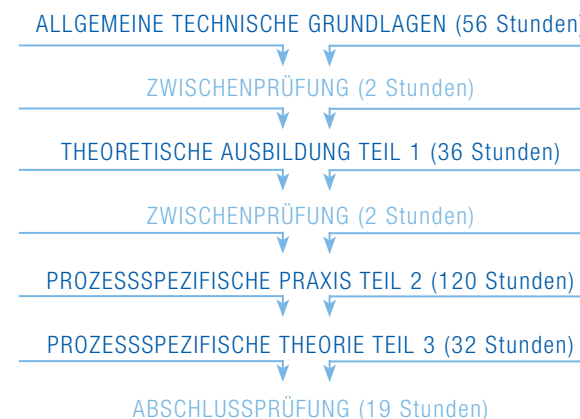 ALLGEMEINE TECHNISCHE GRUNDLAGEN (56 Stunden)
ZWISCHENPRÜFUNG (2 Stunden)
THEORETISCHE AUSBILDUNG TEIL 1 (36 Stunden)
ZWISCHENPRÜFUNG (2 Stunden)
PROZESSSPEZIFISCHE PRAXIS TEIL 2 (120 Stunden)
PROZESSSPEZIFISCHE THEORIE TEIL 3 (32 Stunden)
ABSCHLUSSPRÜFUNG (19 Stunden)